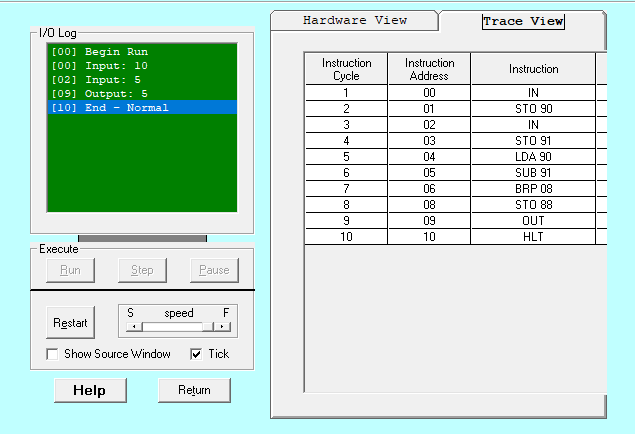 Hardware View
Trace View
I/O Log
[00] Begin Run
[00] Input: 10
[02] Input: 5
[09] Output: 5
[10] End - Normal
Execute
Run
Step
Pause
Restart
S speed F
Show Source Window
Tick
Help
Return
Instruction Cycle Instruction Address Instruction
1 00 IN
2 01 STO 90
3 02 IN
4 03 STO 91
5 04 LDA 90
6 05 SUB 91
7 06 BRP 08
8 08 STO 88
9 09 OUT
10 10 HLT